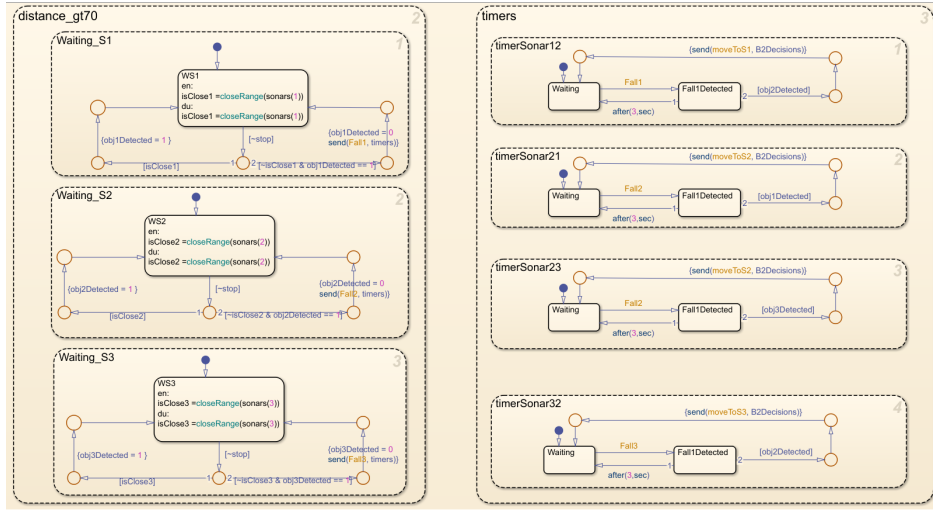 distance_gt70
2
Waiting_S1
1
WS1
en:
isClose1 =closeRange(sonars(1))
du:
isClose1 =closeRange(sonars(1))
{obj1Detected = 1 }
[~stop]
{obj1Detected = 0
send(Fall1, timers)}
[isClose1]
1
2
[~isClose1 & obj1Detected == 1]
Waiting_S2
2
WS2
en:
isClose2 =closeRange(sonars(2))
du:
isClose2 =closeRange(sonars(2))
{obj2Detected = 1 }
[~stop]
{obj2Detected = 0
send(Fall2, timers)}
[isClose2]
1
2
[~isClose2 & obj2Detected == 1]
Waiting_S3
3
WS3
en:
isClose3 =closeRange(sonars(3))
du:
isClose3 =closeRange(sonars(3))
{obj3Detected = 1 }
[~stop]
{obj3Detected = 0
send(Fall3, timers)}
[isClose3]
1
2
[~isClose3 & obj3Detected == 1]
timers
3
timerSonar12
1
{send(moveToS1, B2Decisions)}
Waiting
Fall1
Fall1Detected
[obj2Detected]
1
2
after(3,sec)
timerSonar21
2
{send(moveToS2, B2Decisions)}
Waiting
Fall2
Fall1Detected
[obj1Detected]
1
2
after(3,sec)
timerSonar23
3
{send(moveToS2, B2Decisions)}
Waiting
Fall2
Fall1Detected
[obj3Detected]
1
2
after(3,sec)
timerSonar32
4
{send(moveToS3, B2Decisions)}
Waiting
Fall3
Fall1Detected
[obj2Detected]
1
2
after(3,sec)